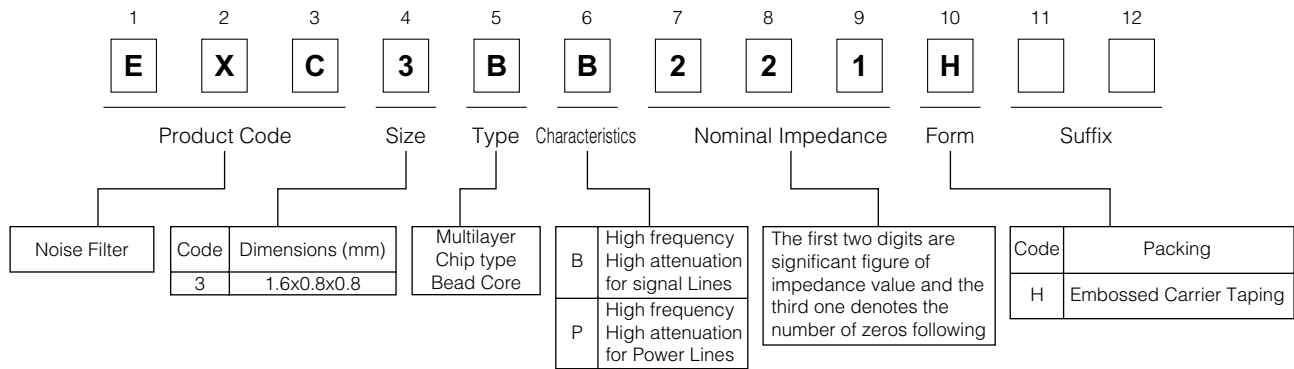 1 2 3 4 5 6 7 8 9 10 11 12
E X C 3 B B 2 2 1 H
Product Code Size Type Characteristics Nominal Impedance Form Suffix
Noise Filter
Code Dimensions (mm)
3 1.6x0.8x0.8
Multilayer
Chip type
Bead Core
B
High frequency
High attenuation
for signal Lines
P
High frequency
High attenuation
for Power Lines
The first two digits are
significant figure of
impedance value and the
third one denotes the
number of zeros following
Code Packing
H Embossed Carrier Taping